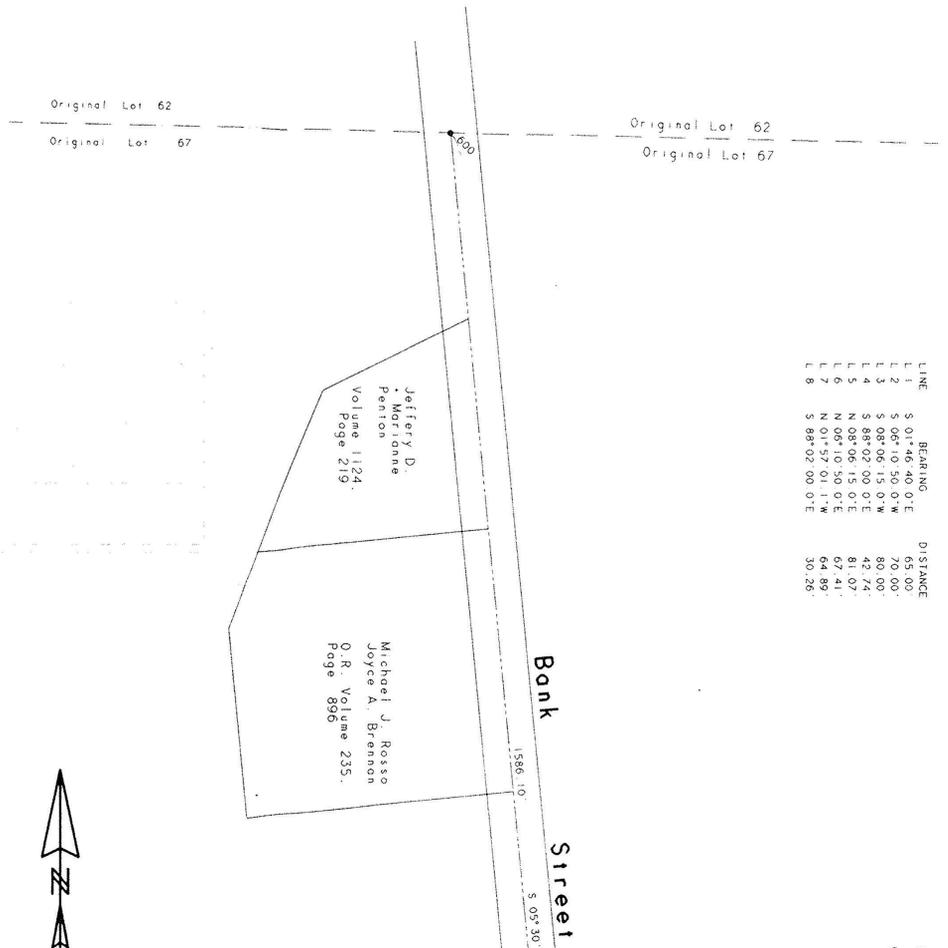 Original Lot 62
Original Lot 67
Original Lot 62
Original Lot 67
600
LINE BEARING DISTANCE
L 1 S 01°46'40.0"E 65.00'
L 2 S 06°10'50.0"W 70.00'
L 3 S 08°06'15.0"W 80.00'
L 4 S 88°02'00.0"E 42.74'
L 5 N 08°06'15.0"E 81.07'
L 6 N 06°10'50.0"E 67.41'
L 7 N 01°57'01.1"W 64.89'
L 8 S 88°02'00.0"E 30.26'
Jeffery D.
• Marianne
Penton
Volume 1124,
Page 219
Michael J. Rosso
Joyce A. Brennan
O.R. Volume 235,
Page 896
Bank Street
1586.10'
S 05°30'
N